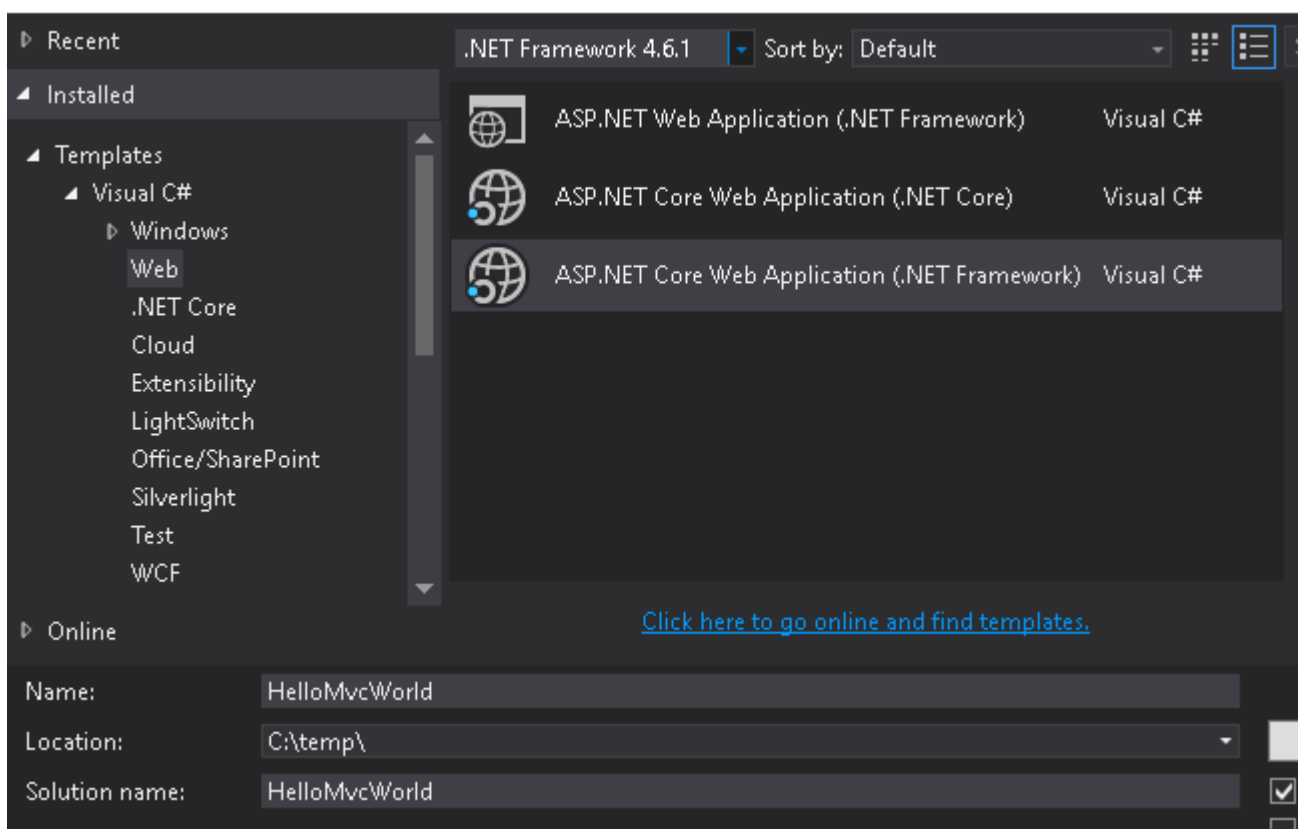 Recent
.NET Framework 4.6.1 Sort by: Default
Installed
ASP.NET Web Application (.NET Framework) Visual C#
Templates
Visual C#
ASP.NET Core Web Application (.NET Core) Visual C#
Windows
Web
ASP.NET Core Web Application (.NET Framework) Visual C#
.NET Core
Cloud
Extensibility
LightSwitch
Office/SharePoint
Silverlight
Test
WCF
Online
Click here to go online and find templates.
Name: HelloMvcWorld
Location: C:\temp\
Solution name: HelloMvcWorld